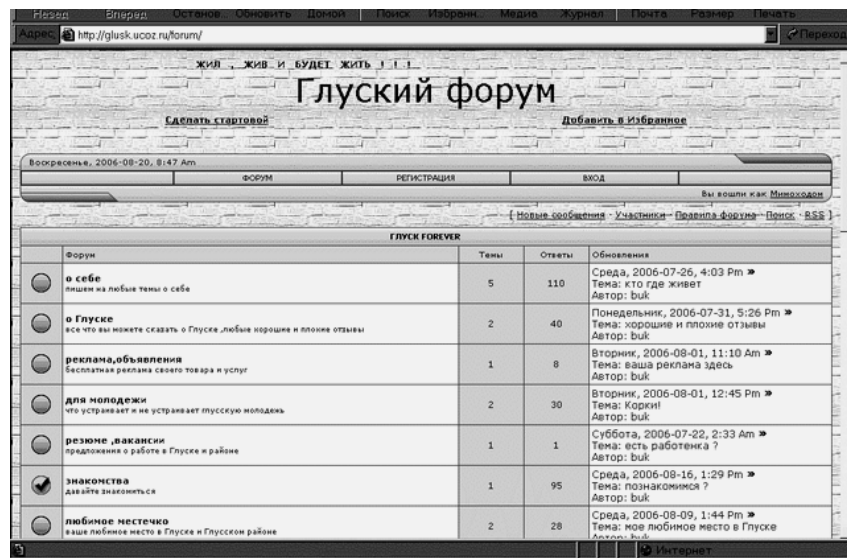 Назад Вперед Останов... Обновить Домой Поиск Избранн... Медиа Журнал Почта Размер Печать
Адрес: http://glusk.ucoz.ru/forum/ Переход
ЖИЛ , ЖИВ И БУДЕТ ЖИТЬ ! ! !
Глуский форум
Сделать стартовой Добавить в Избранное
Воскресенье, 2006-08-20, 8:47 Am
ФОРУМ РЕГИСТРАЦИЯ ВХОД
Вы вошли как Мимоходом
[ Новые сообщения · Участники · Правила форума · Поиск · RSS ]
ГЛУСК FOREVER
Форум Темы Ответы Обновления
о себе 5 110 Среда, 2006-07-26, 4:03 Pm »
пишем на любые темы о себе Тема: кто где живет
Автор: buk
о Глуске 2 40 Понедельник, 2006-07-31, 5:26 Pm »
все что вы можете сказать о Глуске ,любые хорошие и плохие отзывы Тема: хорошие и плохие отзывы
Автор: buk
реклама,объявления 1 8 Вторник, 2006-08-01, 11:10 Am »
бесплатная реклама своего товара и услуг Тема: ваша реклама здесь
Автор: buk
для молодежи 2 30 Вторник, 2006-08-01, 12:45 Pm »
что устраивает и не устраивает глусскую молодежь Тема: Корки!
Автор: buk
резюме ,вакансии 1 1 Суббота, 2006-07-22, 2:33 Am »
предложения о работе в Глуске и районе Тема: есть работенка ?
Автор: buk
знакомства 1 95 Среда, 2006-08-16, 1:29 Pm »
давайте знакомиться Тема: познакомимся ?
Автор: buk
любимое местечко 2 28 Среда, 2006-08-09, 1:44 Pm »
ваше любимое место в Глуске и Глусском районе Тема: мое любимое место в Глуске
Автор: buk
Интернет